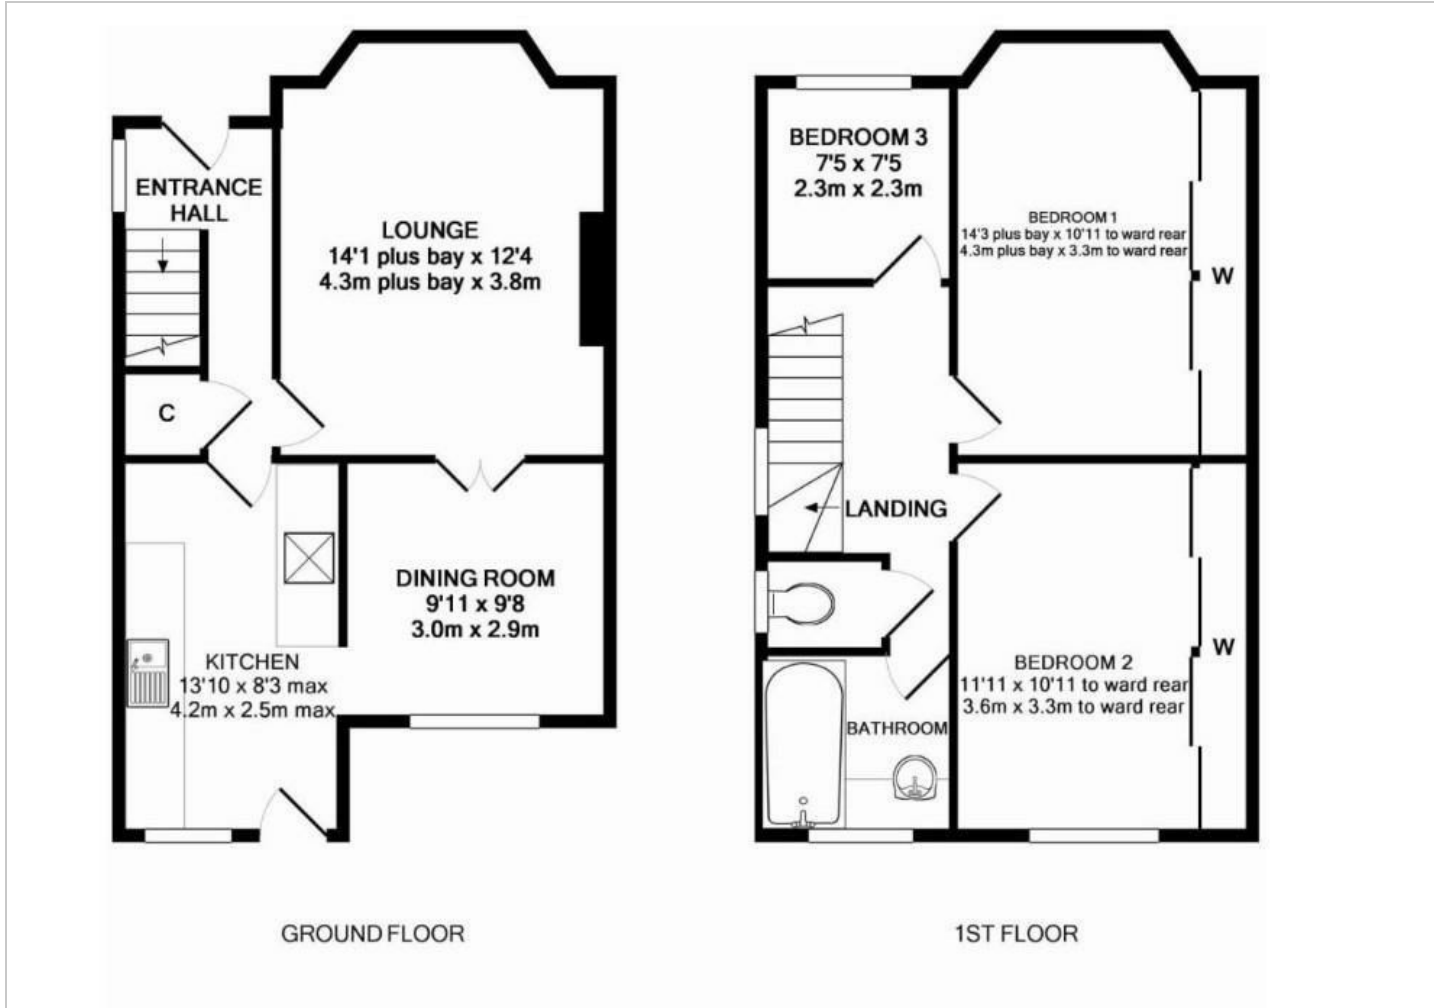 ENTRANCE
HALL
LOUNGE
14'1 plus bay x 12'4
4.3m plus bay x 3.8m
C
DINING ROOM
9'11 x 9'8
3.0m x 2.9m
KITCHEN
13'10 x 8'3 max
4.2m x 2.5m max
GROUND FLOOR
BEDROOM 3
7'5 x 7'5
2.3m x 2.3m
BEDROOM 1
14'3 plus bay x 10'11 to ward rear
4.3m plus bay x 3.3m to ward rear
W
LANDING
BEDROOM 2
11'11 x 10'11 to ward rear
3.6m x 3.3m to ward rear
W
BATHROOM
1ST FLOOR